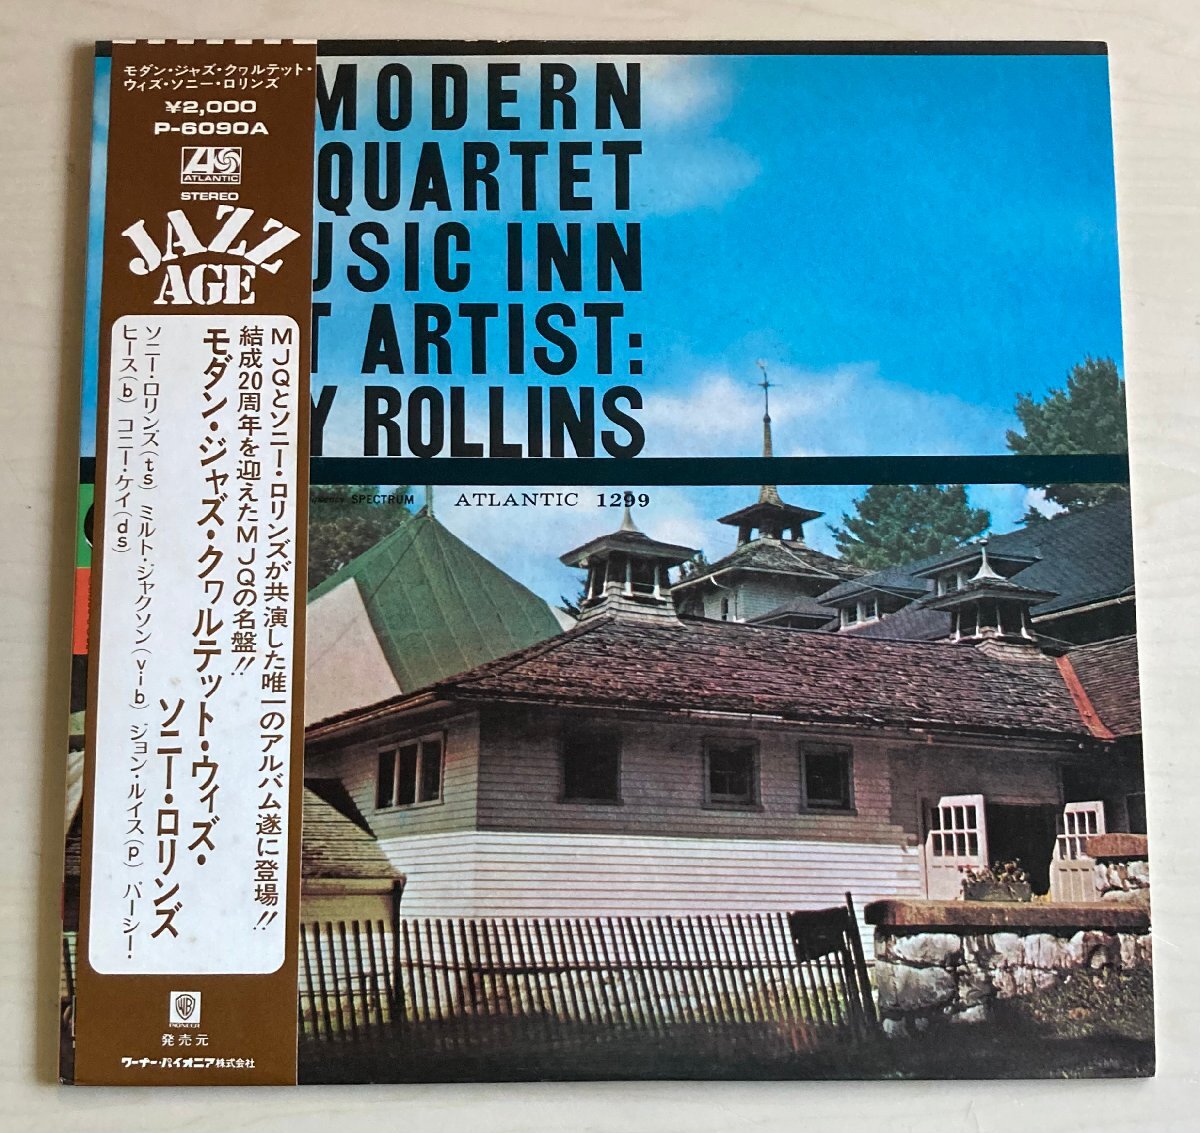 モダン・ジャズ・クヮルテット・
ウィズ・ソニー・ロリンズ
¥2,000
P-6090A
ATLANTIC
STEREO
JAZZ
AGE
MJQとソニー・ロリンズが共演した唯一のアルバム遂に登場!!
結成20周年を迎えたMJQの名盤!!
モダン・ジャズ・クヮルテット・ウィズ・
ソニー・ロリンズ
ソニー・ロリンズ(ts) ミルト・ジャクソン(vib) ジョン・ルイス(p) パーシー・
ヒース(b) コニー・ケイ(ds)
WB
PIONEER
発売元
ワーナー・パイオニア株式会社
MODERN
QUARTET
USIC INN
T ARTIST:
Y ROLLINS
SPECTRUM
ATLANTIC 1299